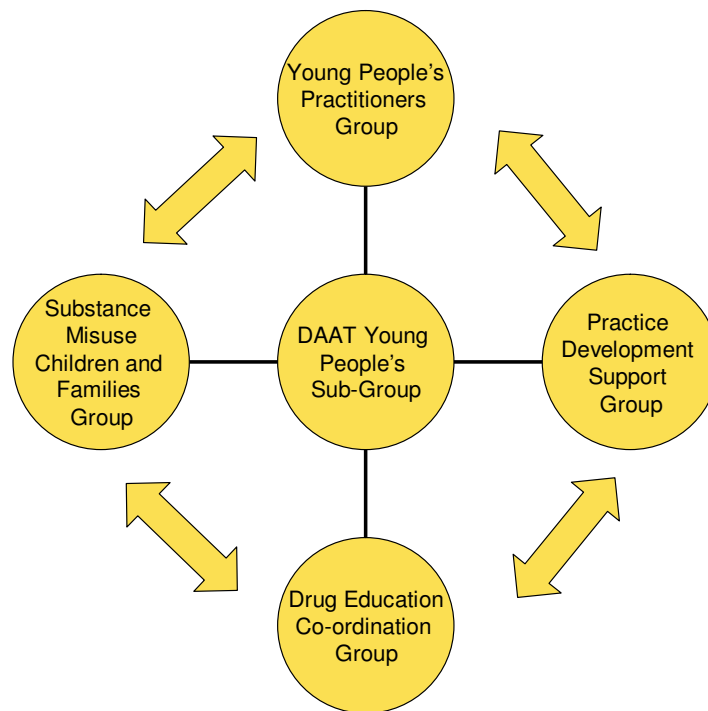 Young People's
Practitioners
Group
Substance
Misuse
Children and
Families
Group
DAAT Young
People's
Sub-Group
Practice
Development
Support
Group
Drug Education
Co-ordination
Group